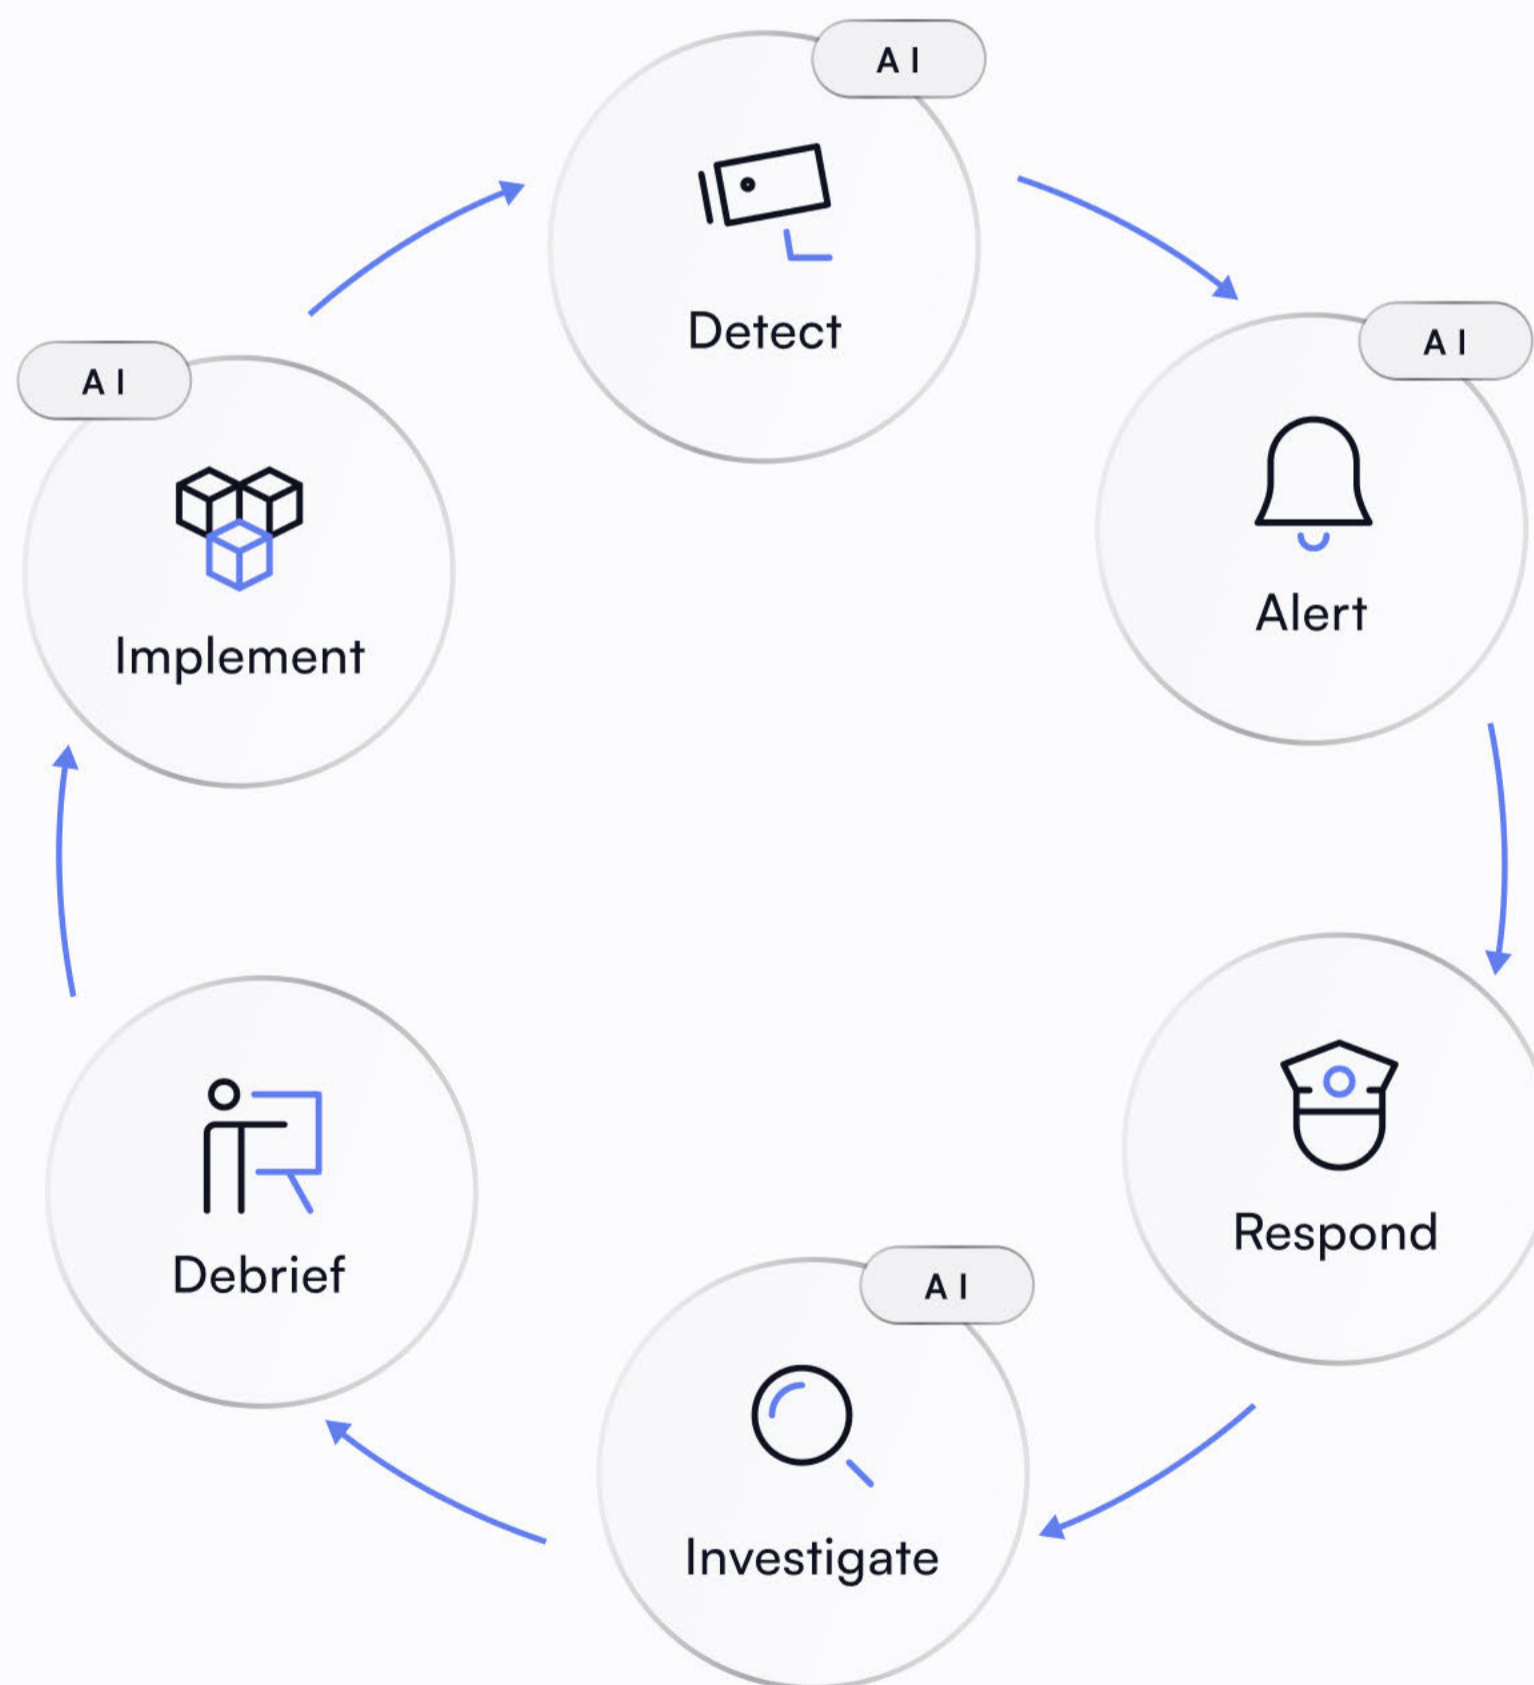 AI
Detect
AI
Alert
Respond
AI
Investigate
Debrief
AI
Implement